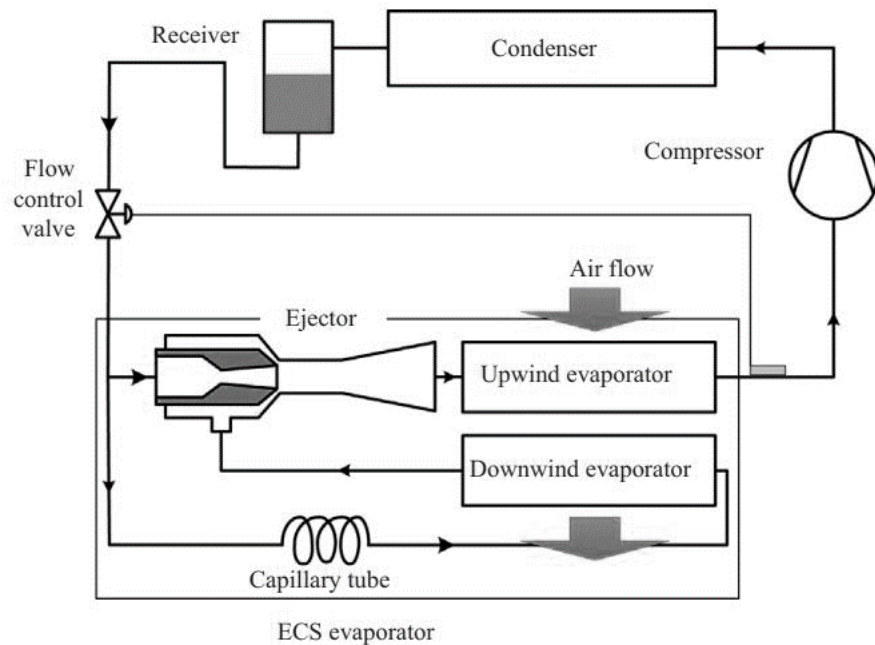 Receiver
Condenser
Compressor
Flow
control
valve
Air flow
Ejector
Upwind evaporator
Downwind evaporator
Capillary tube
ECS evaporator